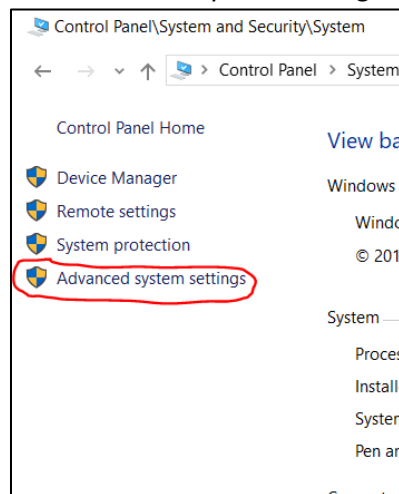 Control Panel\System and Security\System
Control Panel > System
Control Panel Home
Device Manager
Remote settings
System protection
Advanced system settings
View ba
Windows
Windo
© 201
System
Proces
Install
System
Pen ar